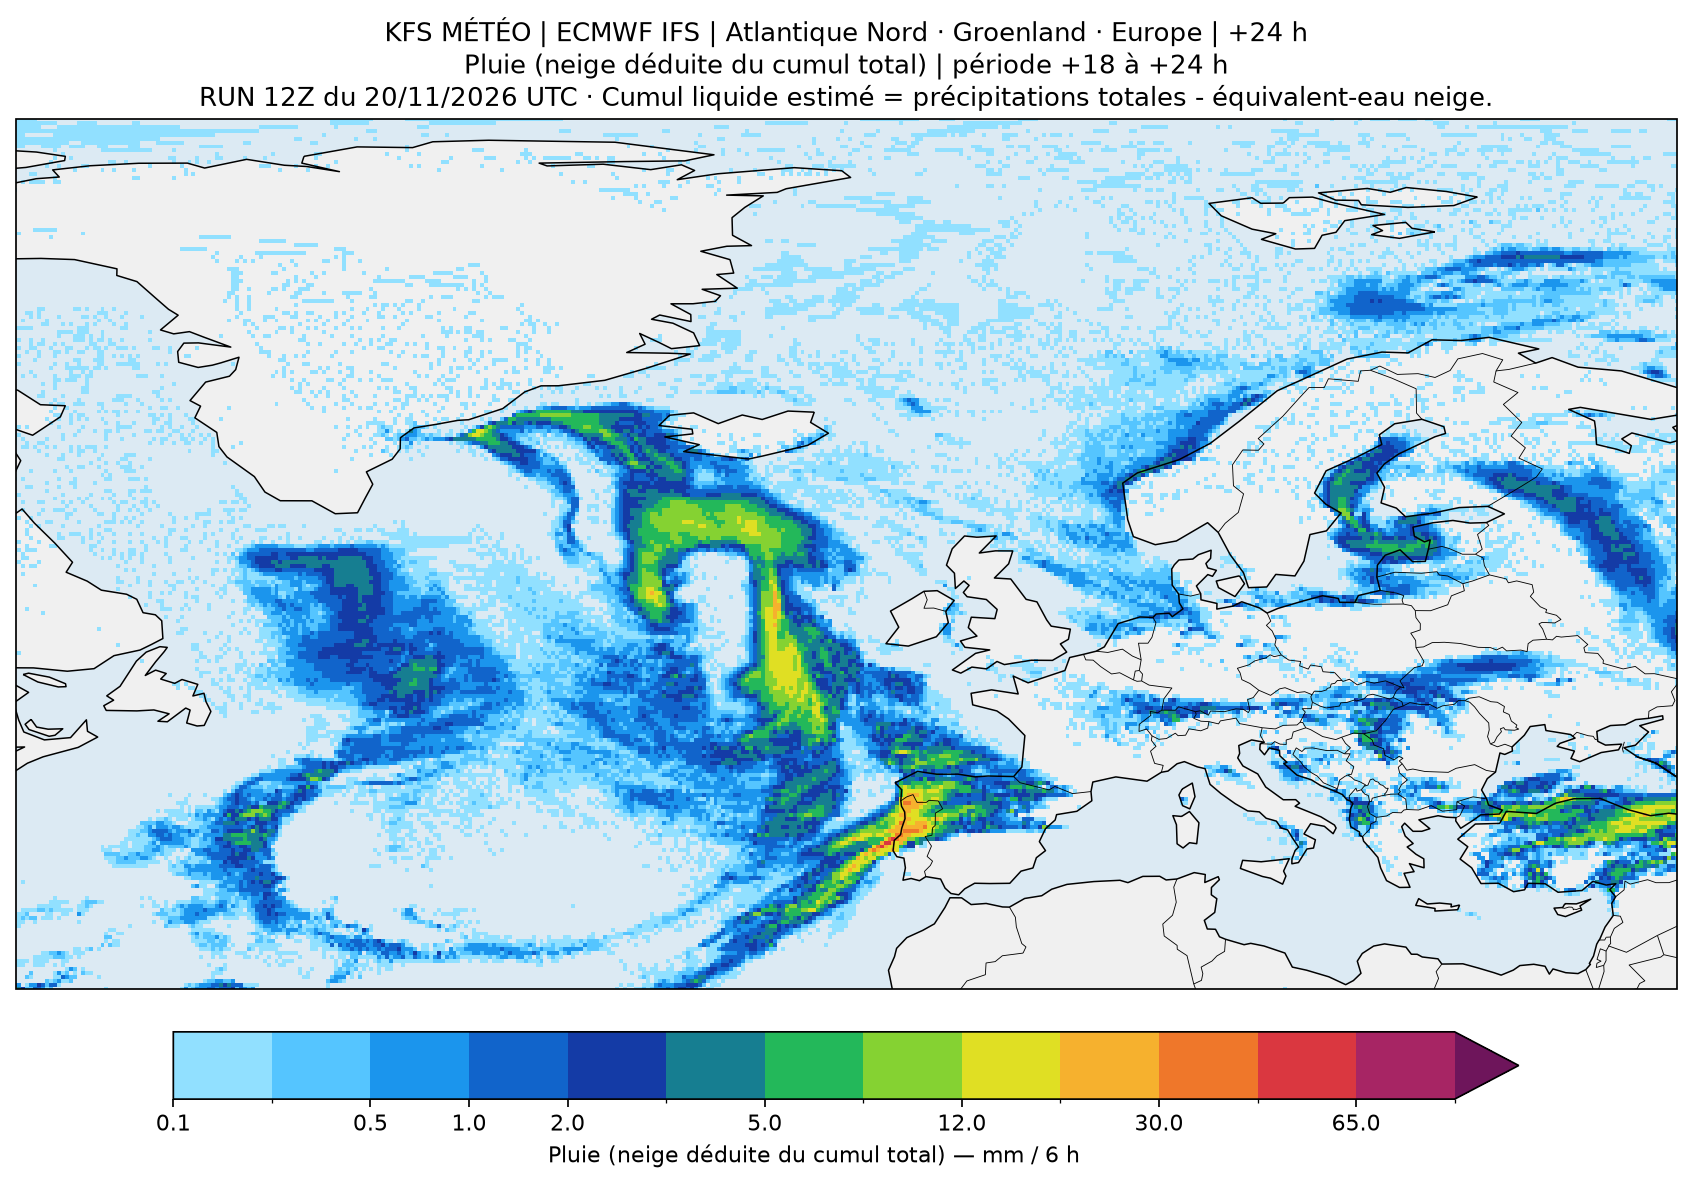 KFS MÉTÉO | ECMWF IFS | Atlantique Nord · Groenland · Europe | +24 h
Pluie (neige déduite du cumul total) | période +18 à +24 h
RUN 12Z du 20/11/2026 UTC · Cumul liquide estimé = précipitations totales - équivalent-eau neige.
0.1 0.5 1.0 2.0 5.0 12.0 30.0 65.0
Pluie (neige déduite du cumul total) — mm / 6 h